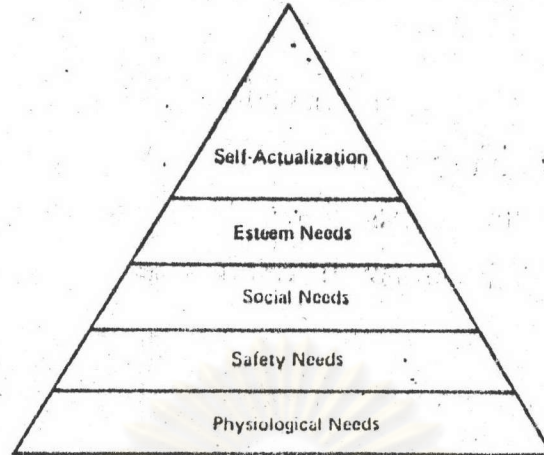 Self-Actualization
Esteem Needs
Social Needs
Safety Needs
Physiological Needs